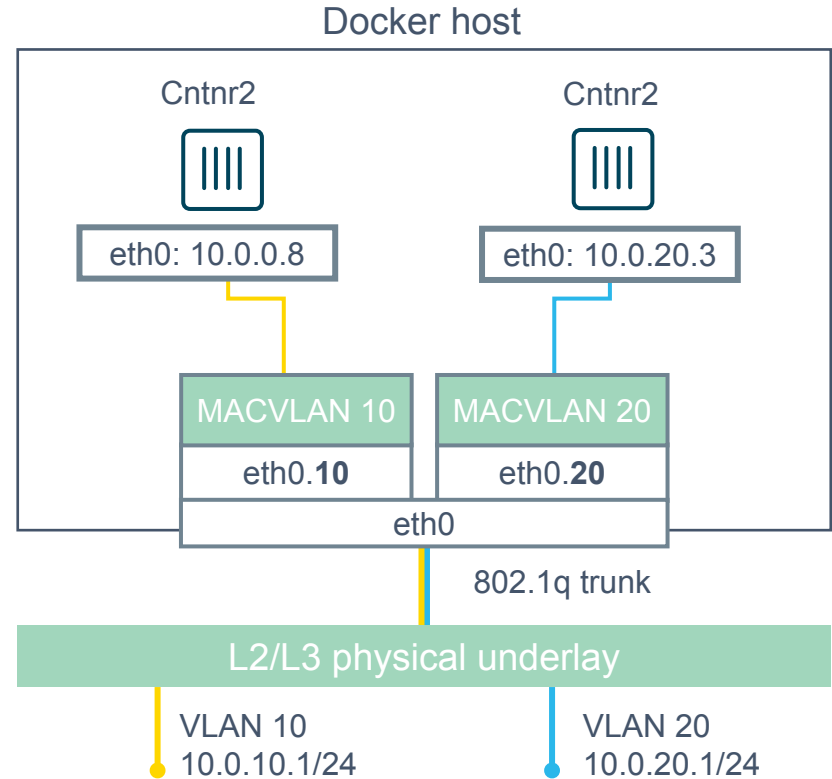 Docker host
Cntnr2
Cntnr2
eth0: 10.0.0.8
eth0: 10.0.20.3
MACVLAN 10
MACVLAN 20
eth0.10
eth0.20
eth0
802.1q trunk
L2/L3 physical underlay
VLAN 10
10.0.10.1/24
VLAN 20
10.0.20.1/24